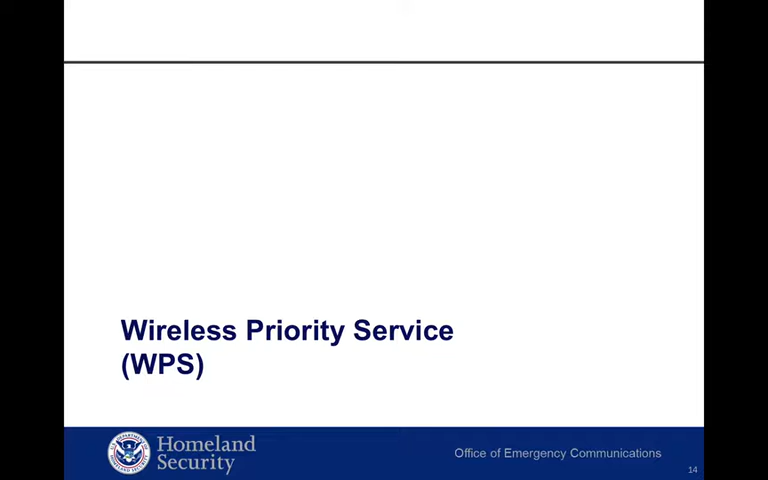 Wireless Priority Service
(WPS)
Homeland
Security
Office of Emergency Communications
14